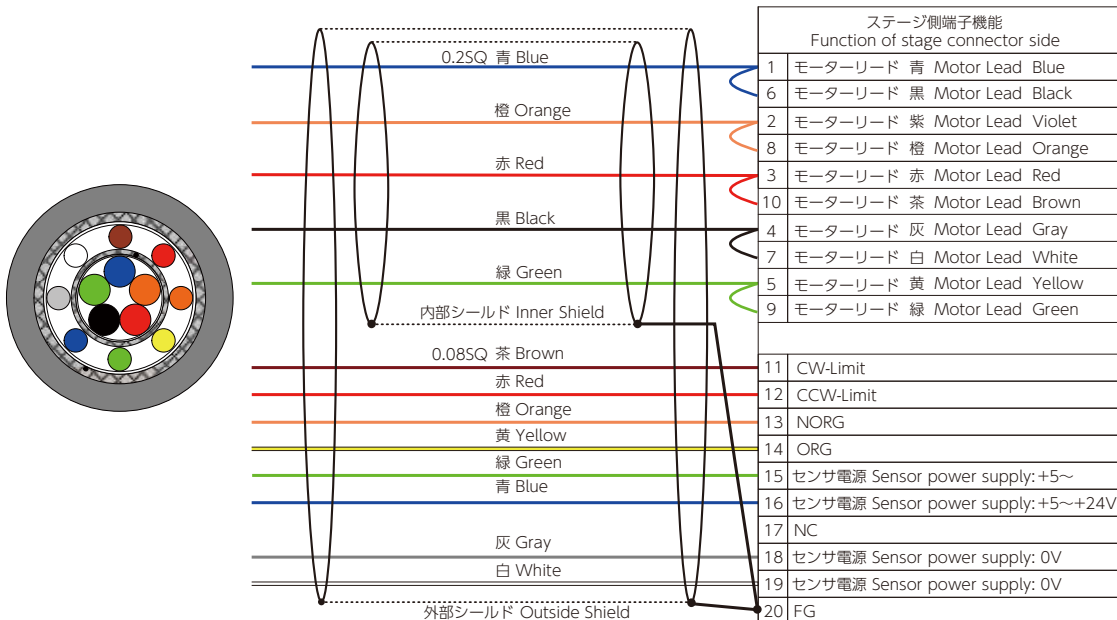 ステージ側端子機能
Function of stage connector side
0.2SQ 青 Blue
1 モーターリード 青 Motor Lead Blue
6 モーターリード 黒 Motor Lead Black
橙 Orange
2 モーターリード 紫 Motor Lead Violet
8 モーターリード 橙 Motor Lead Orange
赤 Red
3 モーターリード 赤 Motor Lead Red
10 モーターリード 茶 Motor Lead Brown
黒 Black
4 モーターリード 灰 Motor Lead Gray
7 モーターリード 白 Motor Lead White
緑 Green
5 モーターリード 黄 Motor Lead Yellow
9 モーターリード 緑 Motor Lead Green
内部シールド Inner Shield
0.08SQ 茶 Brown
11 CW-Limit
赤 Red
12 CCW-Limit
橙 Orange
13 NORG
黄 Yellow
14 ORG
緑 Green
15 センサ電源 Sensor power supply:+5〜
青 Blue
16 センサ電源 Sensor power supply:+5〜+24V
17 NC
灰 Gray
18 センサ電源 Sensor power supply: 0V
白 White
19 センサ電源 Sensor power supply: 0V
外部シールド Outside Shield
20 FG